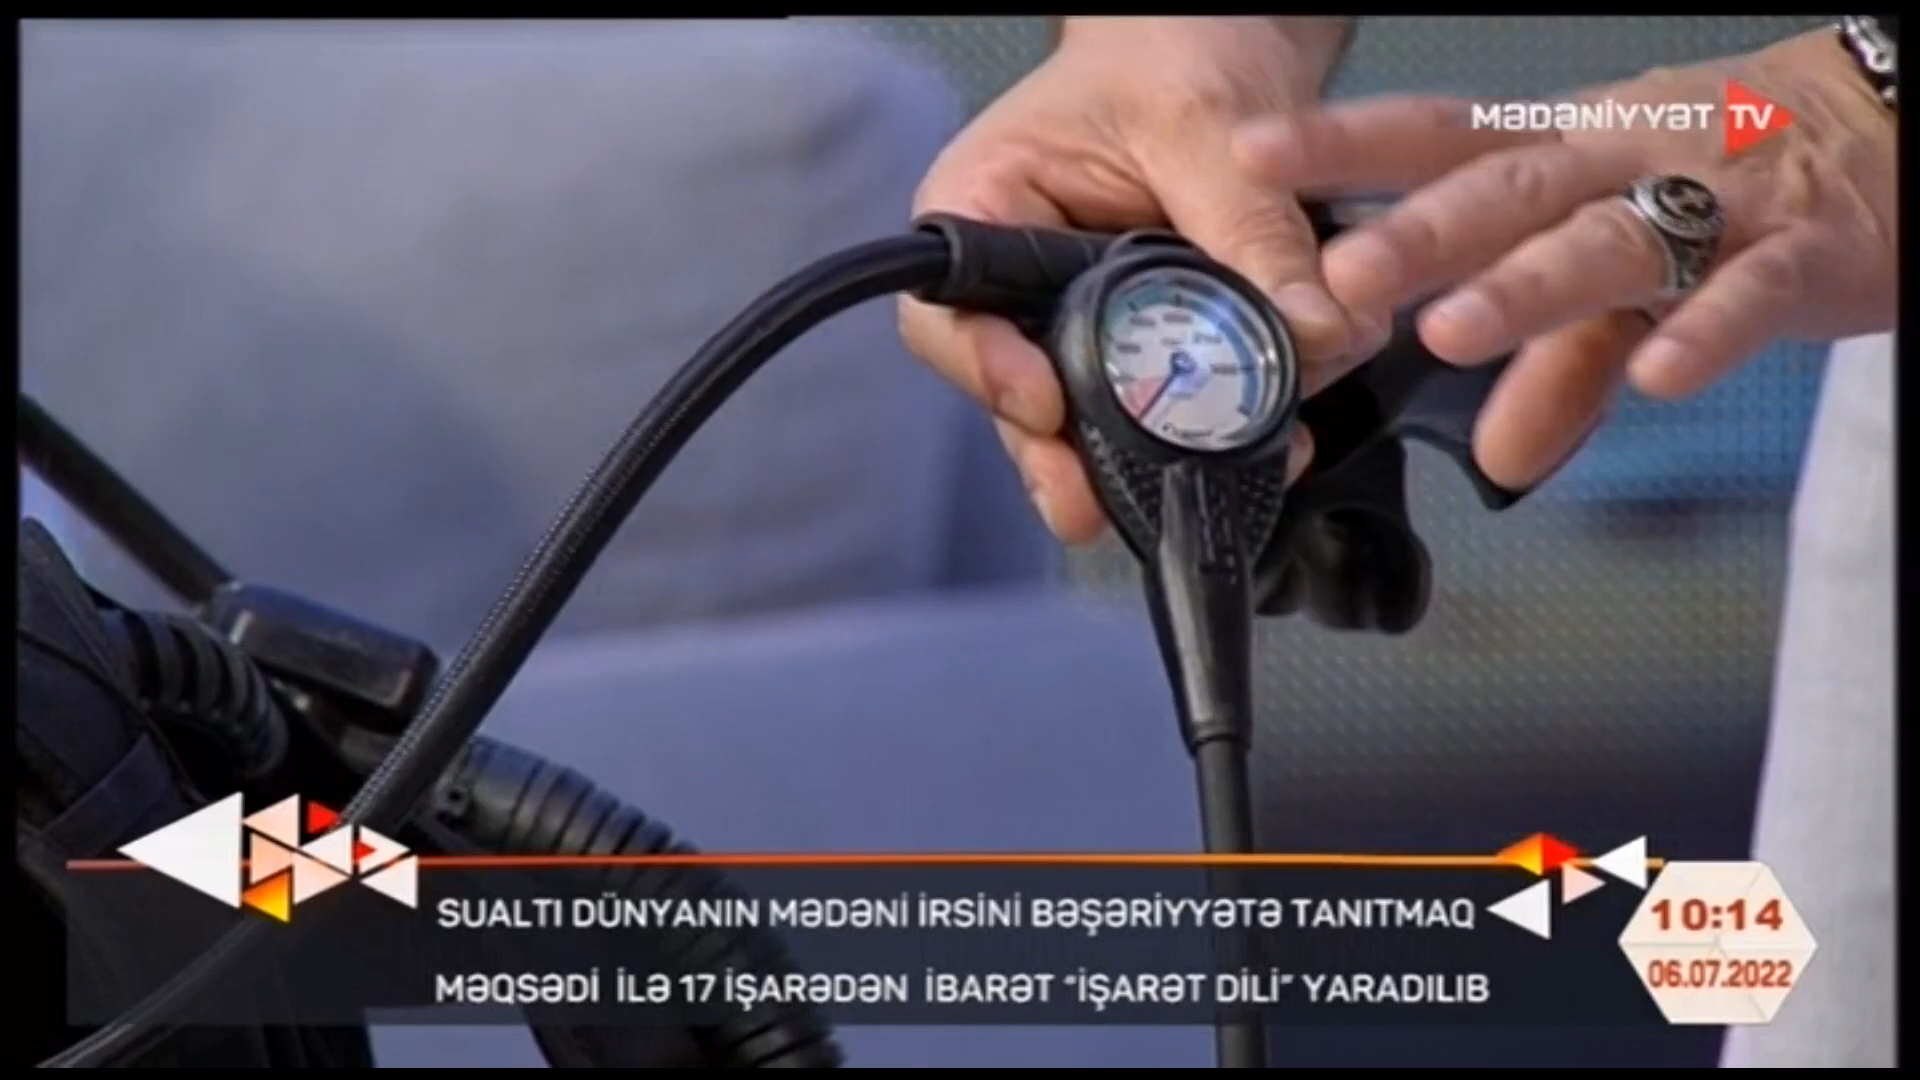 MƏDƏNİYYƏT TV
SUALTI DÜNYANIN MƏDƏNİ İRSİNİ BƏŞƏRİYYƏTƏ TANITMAQ
MƏQSƏDİ İLƏ 17 İŞARƏDƏN İBARƏT “İŞARƏT DİLİ” YARADILIB
10:14
06.07.2022